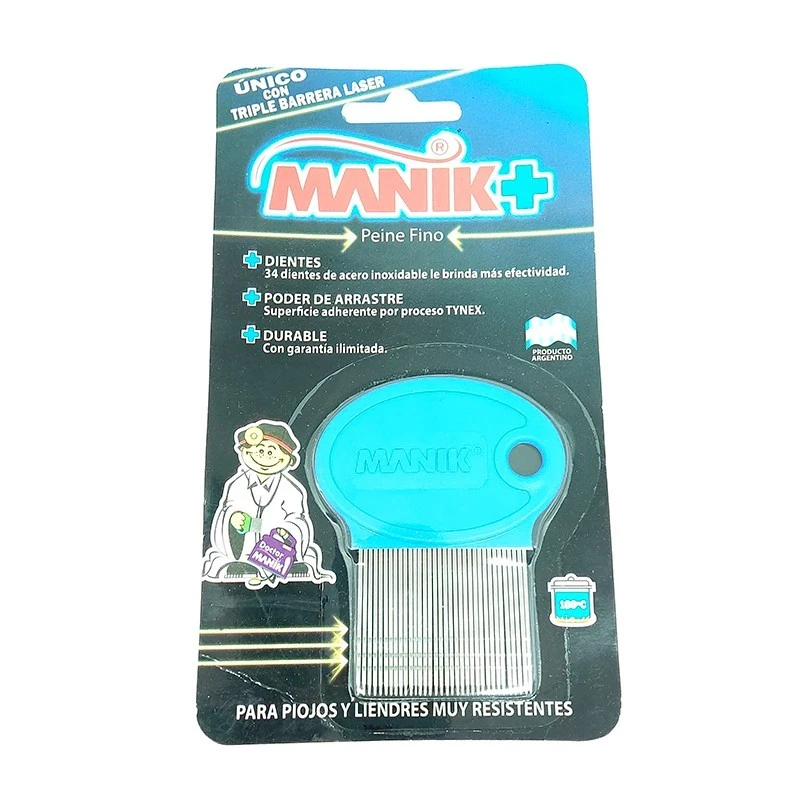 ÚNICO
CON
TRIPLE BARRERA LASER
MANIK+
®
Peine Fino
DIENTES
34 dientes de acero inoxidable le brinda más efectividad.
PODER DE ARRASTRE
Superficie adherente por proceso TYNEX.
DURABLE
Con garantía ilimitada.
PRODUCTO
ARGENTINO
MANIK®
Doctor
MANIK
180°C
PARA PIOJOS Y LIENDRES MUY RESISTENTES